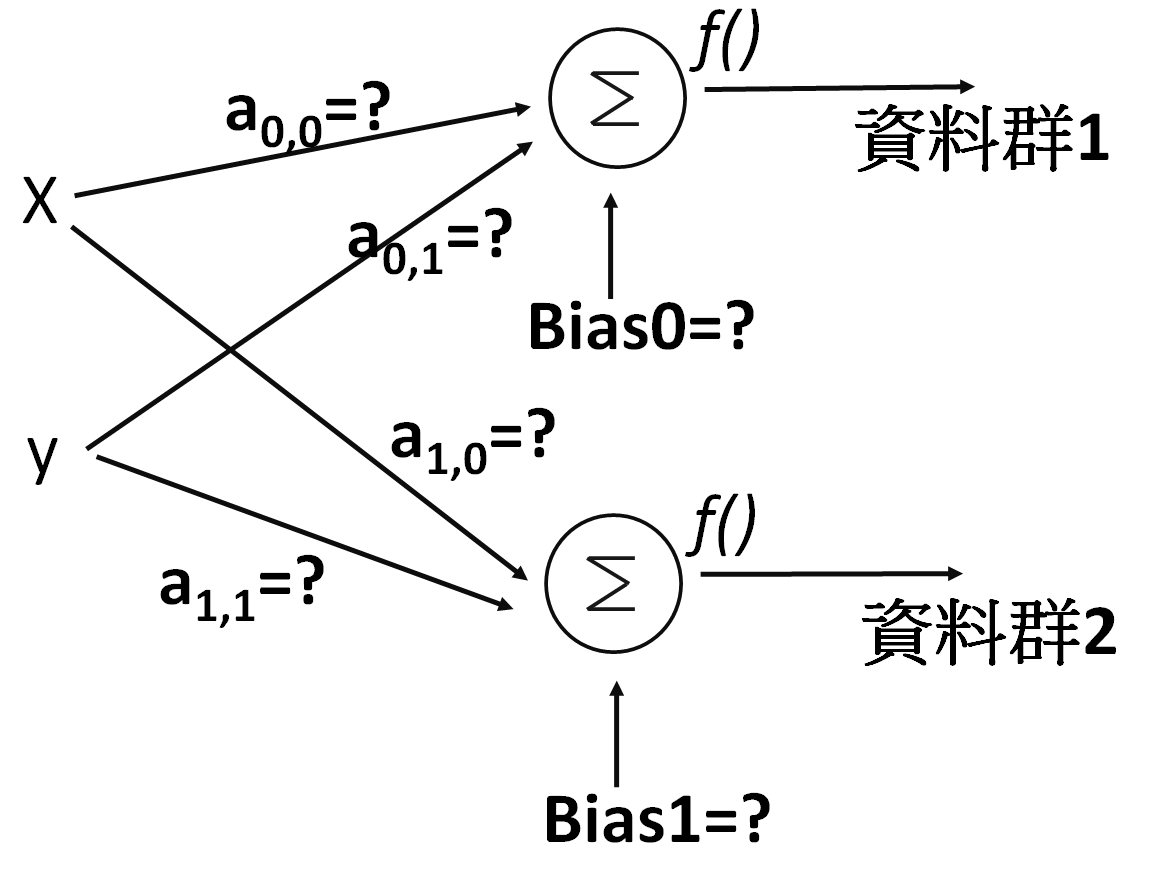 f()
Σ
a0,0=?
資料群1
X
a0,1=?
Bias0=?
a1,0=?
y
f()
Σ
a1,1=?
資料群2
Bias1=?